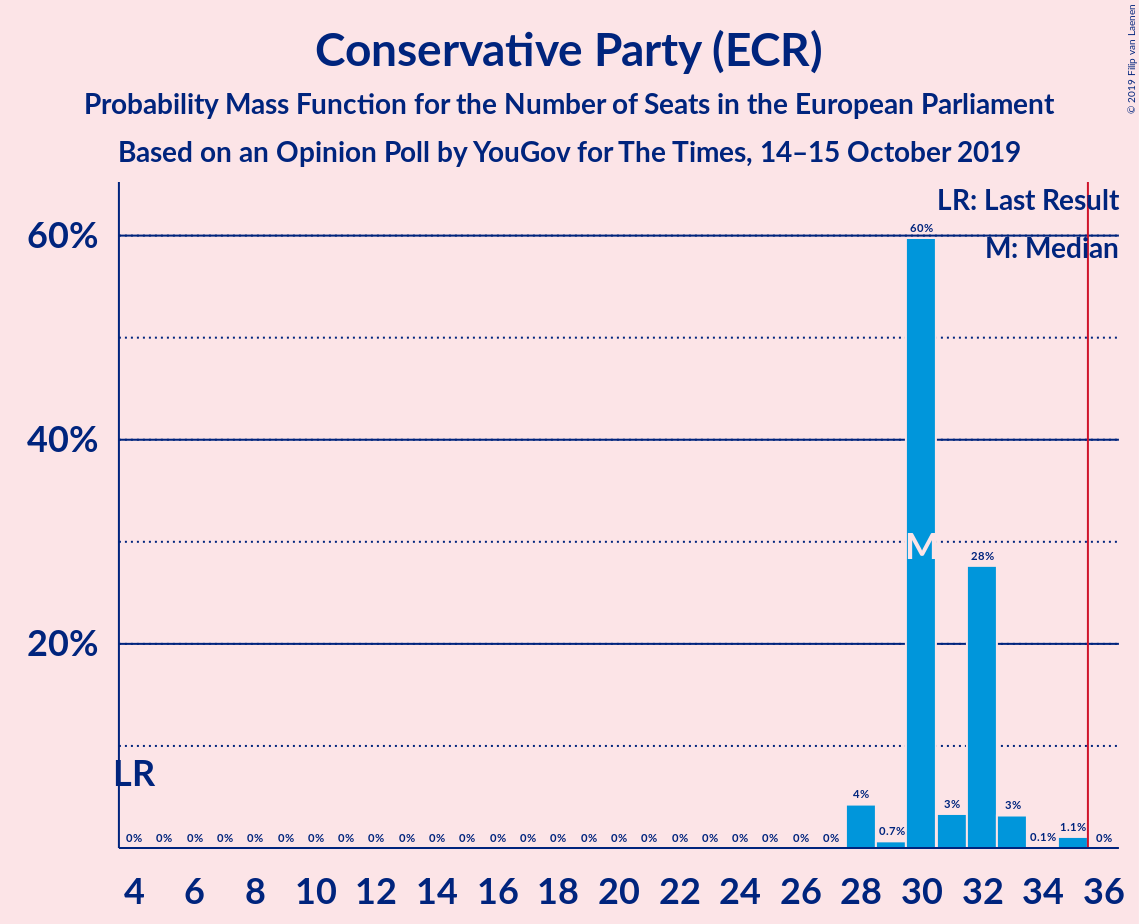 Conservative Party (ECR)
Probability Mass Function for the Number of Seats in the European Parliament
Based on an Opinion Poll by YouGov for The Times, 14–15 October 2019
© 2019 Filip van Laenen
LR: Last Result
M: Median
60%
40%
20%
LR
M
0% 0% 0% 0% 0% 0% 0% 0% 0% 0% 0% 0% 0% 0% 0% 0% 0% 0% 0% 0% 0% 0% 0% 0% 4% 0.7% 60% 3% 28% 3% 0.1% 1.1% 0%
4 6 8 10 12 14 16 18 20 22 24 26 28 30 32 34 36